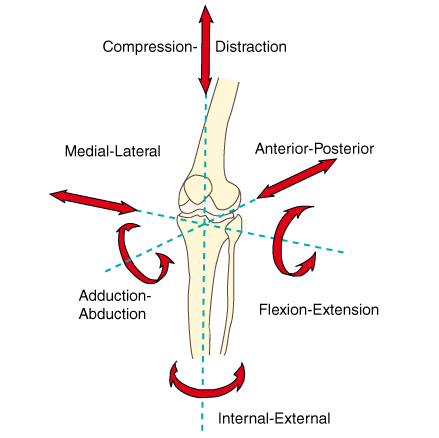 Compression- Distraction
Medial-Lateral
Anterior-Posterior
Adduction-
Abduction
Flexion-Extension
Internal-External